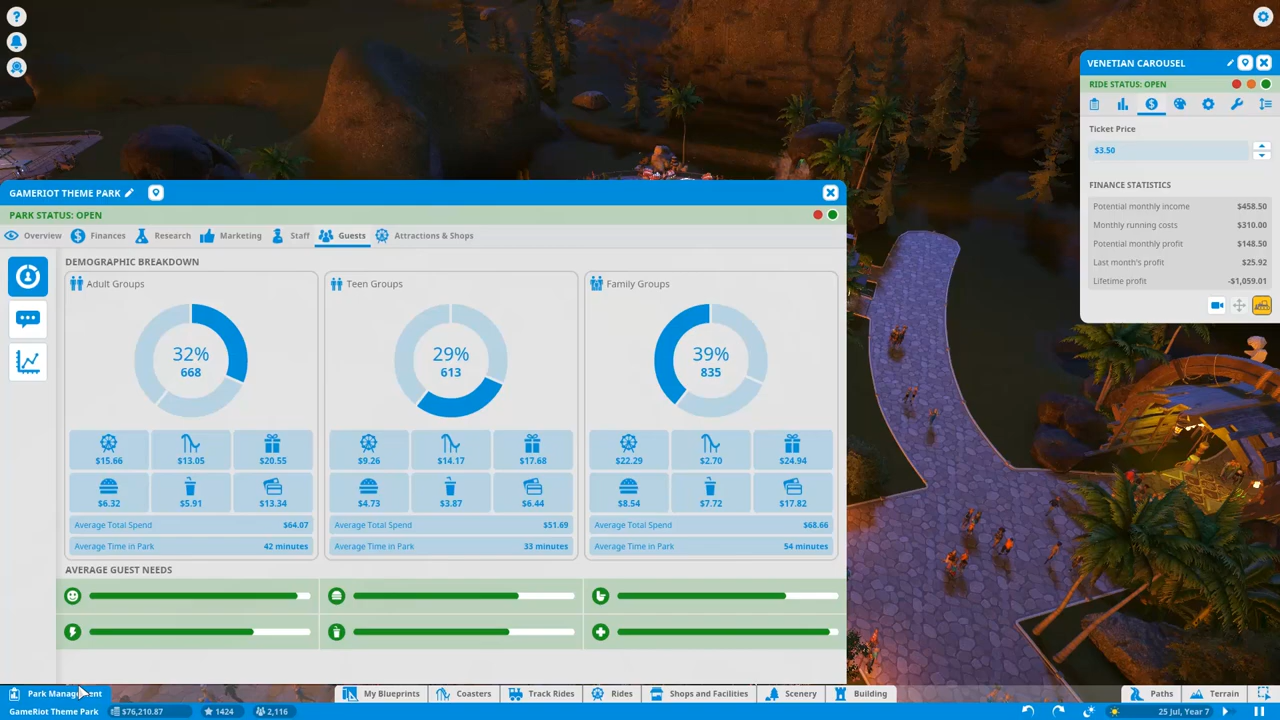 VENETIAN CAROUSEL
RIDE STATUS: OPEN
Ticket Price
$3.50
FINANCE STATISTICS
Potential monthly income $458.50
Monthly running costs $310.00
Potential monthly profit $148.50
Last month's profit $25.92
Lifetime profit -$1,059.01
GAMERIOT THEME PARK
PARK STATUS: OPEN
Overview Finances Research Marketing Staff Guests Attractions & Shops
DEMOGRAPHIC BREAKDOWN
Adult Groups
32%
668
$15.66 $13.05 $20.55
$6.32 $5.91 $13.34
Average Total Spend $64.07
Average Time in Park 42 minutes
Teen Groups
29%
613
$9.26 $14.17 $17.68
$4.73 $3.87 $6.44
Average Total Spend $51.69
Average Time in Park 33 minutes
Family Groups
39%
835
$22.29 $2.70 $24.94
$8.54 $7.72 $17.82
Average Total Spend $68.66
Average Time in Park 54 minutes
AVERAGE GUEST NEEDS
Park Management My Blueprints Coasters Track Rides Rides Shops and Facilities Scenery Building Paths Terrain
GameRiot Theme Park $76,210.87 1424 2,116 25 Jul, Year 7